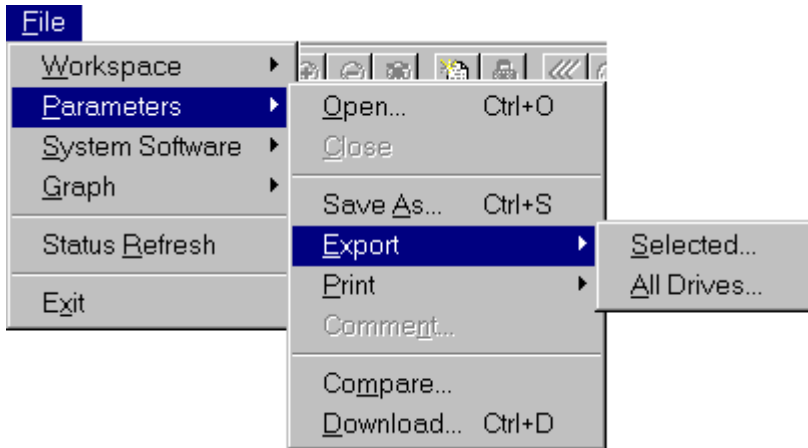 File
Workspace
Parameters
System Software
Graph
Status Refresh
Exit
Open... Ctrl+O
Close
Save As... Ctrl+S
Export
Print
Comment...
Compare...
Download... Ctrl+D
Selected...
All Drives...